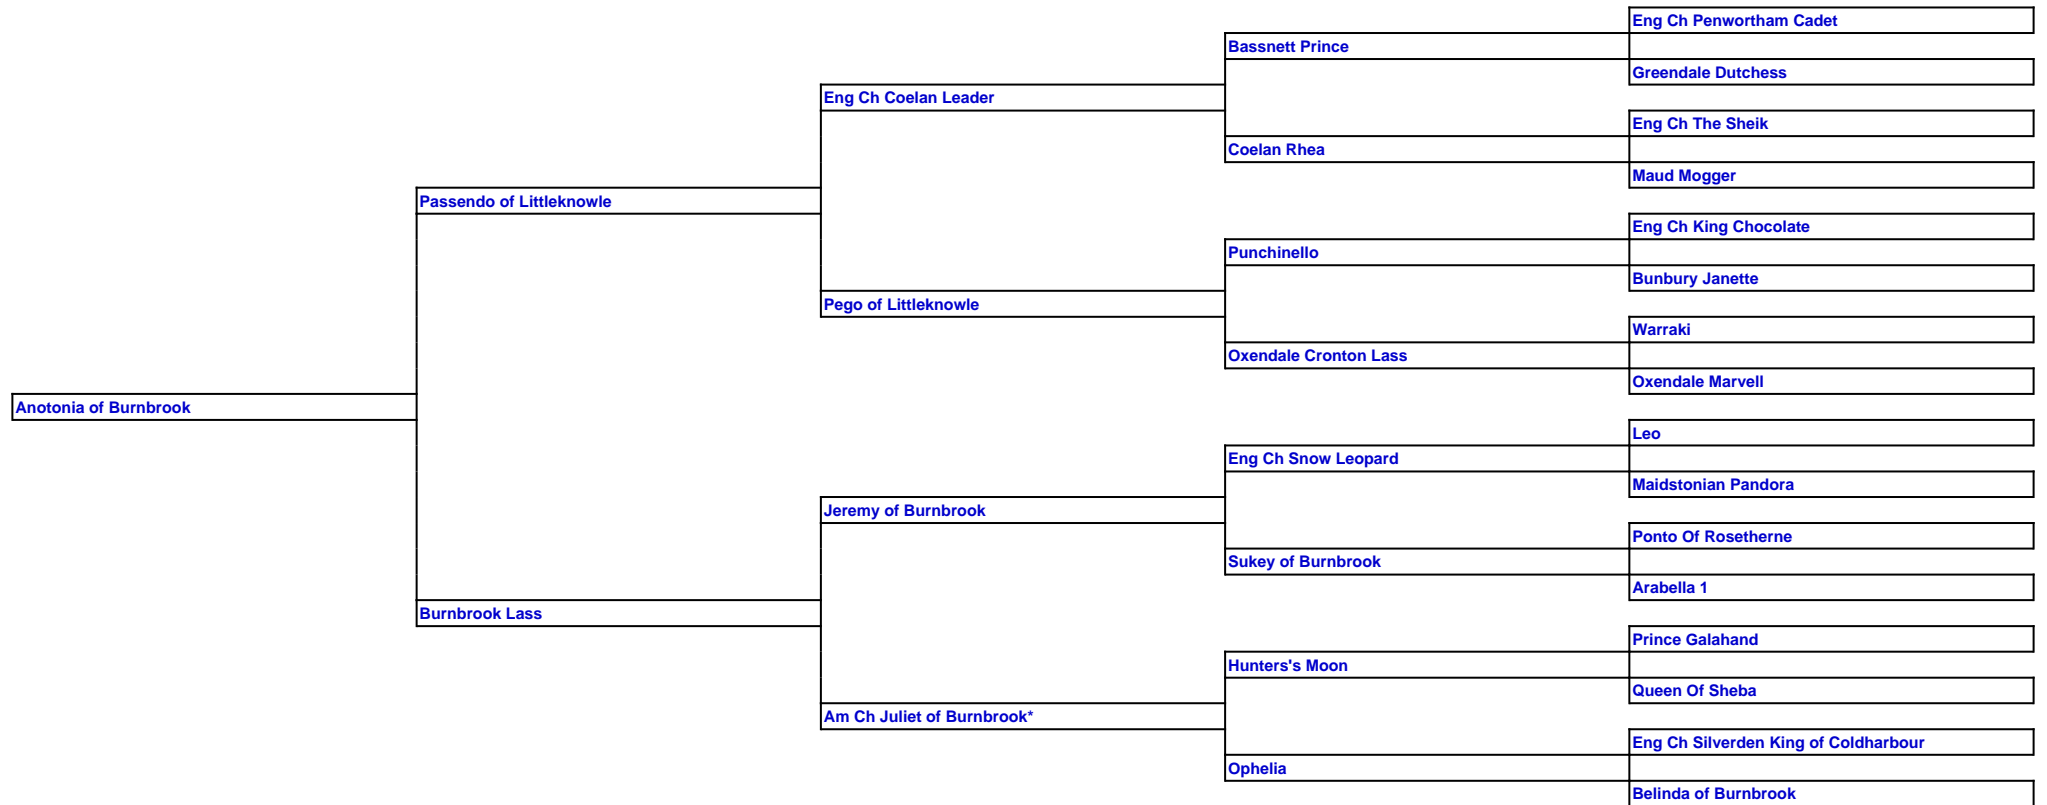 Eng Ch Penwortham Cadet
Bassnett Prince
Greendale Dutchess
Eng Ch Coelan Leader
Eng Ch The Sheik
Coelan Rhea
Maud Mogger
Passendo of Littleknowle
Eng Ch King Chocolate
Punchinello
Bunbury Janette
Pego of Littleknowle
Warraki
Oxendale Cronton Lass
Oxendale Marvell
Anotonia of Burnbrook
Leo
Eng Ch Snow Leopard
Maidstonian Pandora
Jeremy of Burnbrook
Ponto Of Rosetherne
Sukey of Burnbrook
Arabella 1
Burnbrook Lass
Prince Galahand
Hunters's Moon
Queen Of Sheba
Am Ch Juliet of Burnbrook*
Eng Ch Silverden King of Coldharbour
Ophelia
Belinda of Burnbrook